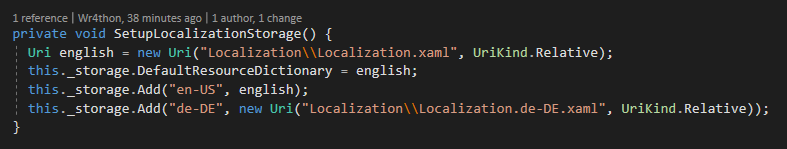 1 reference | Wr4thon, 38 minutes ago | 1 author, 1 change
private void SetupLocalizationStorage() {
Uri english = new Uri("Localization\\Localization.xaml", UriKind.Relative);
this._storage.DefaultResourceDictionary = english;
this._storage.Add("en-US", english);
this._storage.Add("de-DE", new Uri("Localization\\Localization.de-DE.xaml", UriKind.Relative));
}